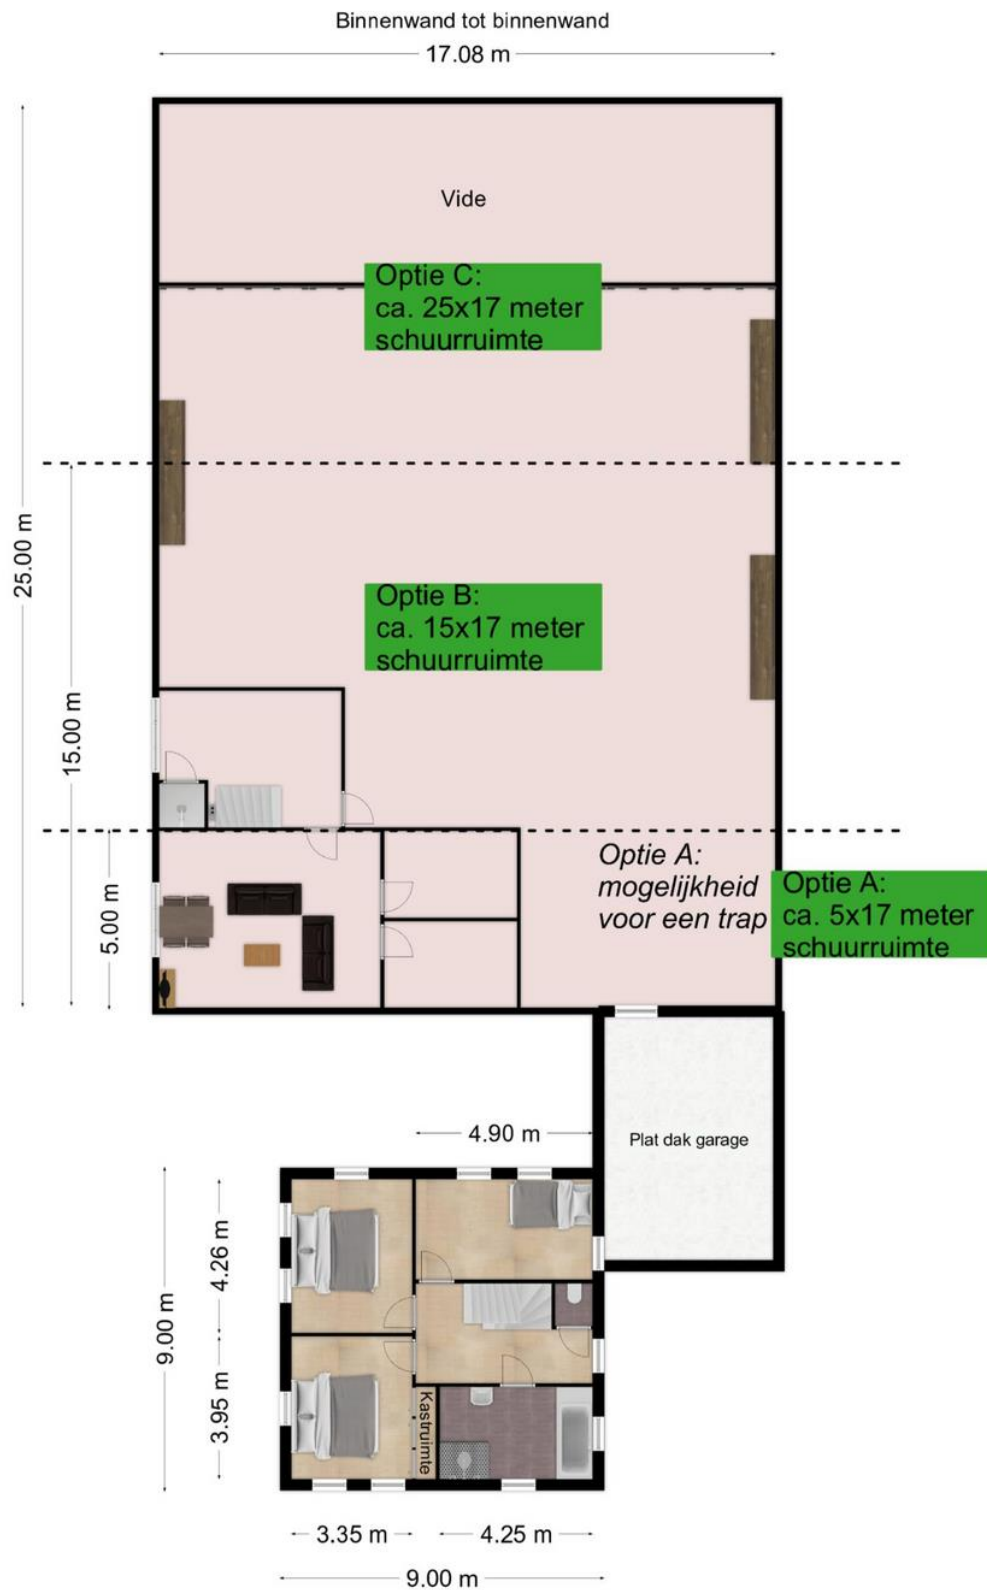 Binnenwand tot binnenwand
17.08 m
Vide
Optie C:
ca. 25x17 meter
schuurruimte
25.00 m
Optie B:
ca. 15x17 meter
schuurruimte
15.00 m
5.00 m
Optie A:
mogelijkheid
voor een trap
Optie A:
ca. 5x17 meter
schuurruimte
4.90 m
Plat dak garage
4.26 m
9.00 m
3.95 m
Kastruimte
3.35 m
4.25 m
9.00 m